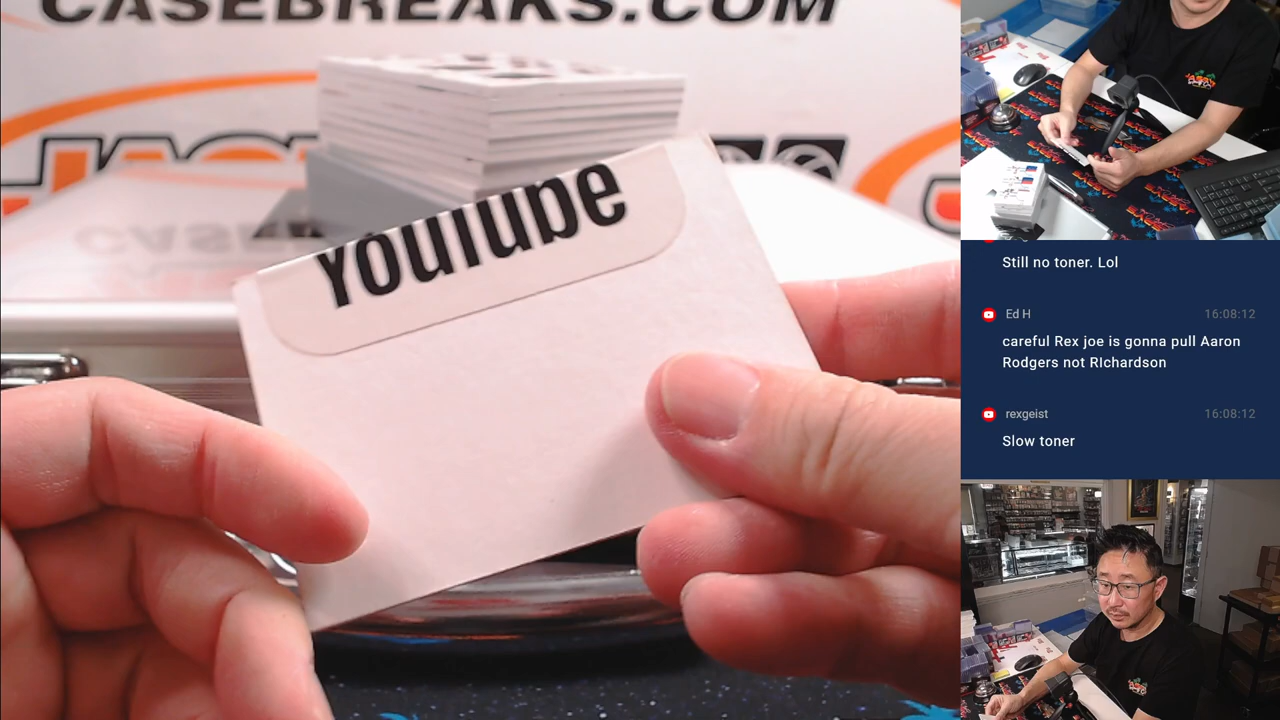 CASEBREAKS.COM
YouTube
Still no toner. Lol
Ed H
16:08:12
careful Rex joe is gonna pull Aaron
Rodgers not RIchardson
rexgeist
16:08:12
Slow toner